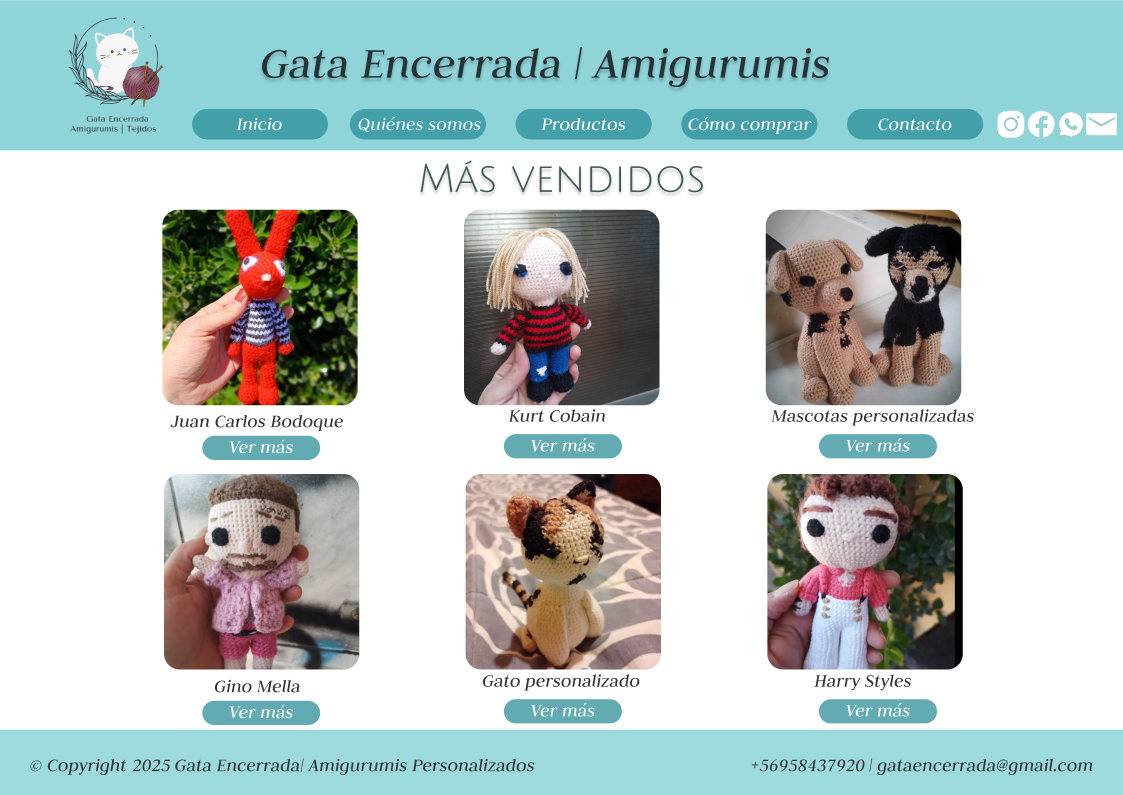 Gata Encerrada | Amigurumis
Gata Encerrada
Amigurumis | Tejidos
Inicio
Quiénes somos
Productos
Cómo comprar
Contacto
Más vendidos
Juan Carlos Bodoque
Kurt Cobain
Mascotas personalizadas
Ver más
Ver más
Ver más
Gino Mella
Gato personalizado
Harry Styles
Ver más
Ver más
Ver más
© Copyright 2025 Gata Encerrada| Amigurumis Personalizados
+56958437920 | gataencerrada@gmail.com